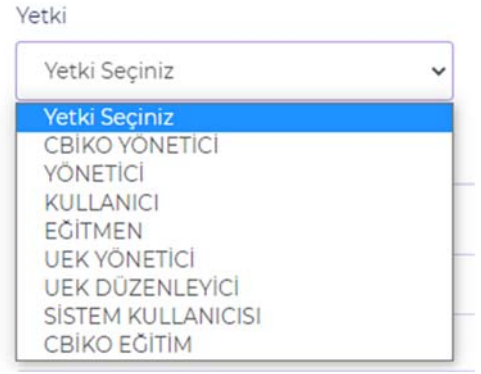 Yetki
Yetki Seçiniz
Yetki Seçiniz
CBİKO YÖNETİCİ
YÖNETİCİ
KULLANICI
EĞİTMEN
UEK YÖNETİCİ
UEK DÜZENLEYİCİ
SİSTEM KULLANICISI
CBİKO EĞİTİM